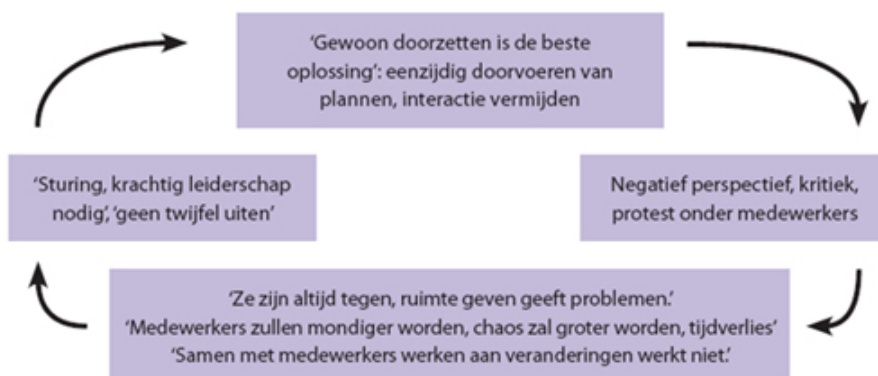 ‘Gewoon doorzetten is de beste
oplossing’: eenzijdig doorvoeren van
plannen, interactie vermijden
‘Sturing, krachtig leiderschap
nodig’, ‘geen twijfel uiten’
Negatief perspectief, kritiek,
protest onder medewerkers
‘Ze zijn altijd tegen, ruimte geven geeft problemen.’
‘Medewerkers zullen mondiger worden, chaos zal groter worden, tijdverlies’
‘Samen met medewerkers werken aan veranderingen werkt niet.’